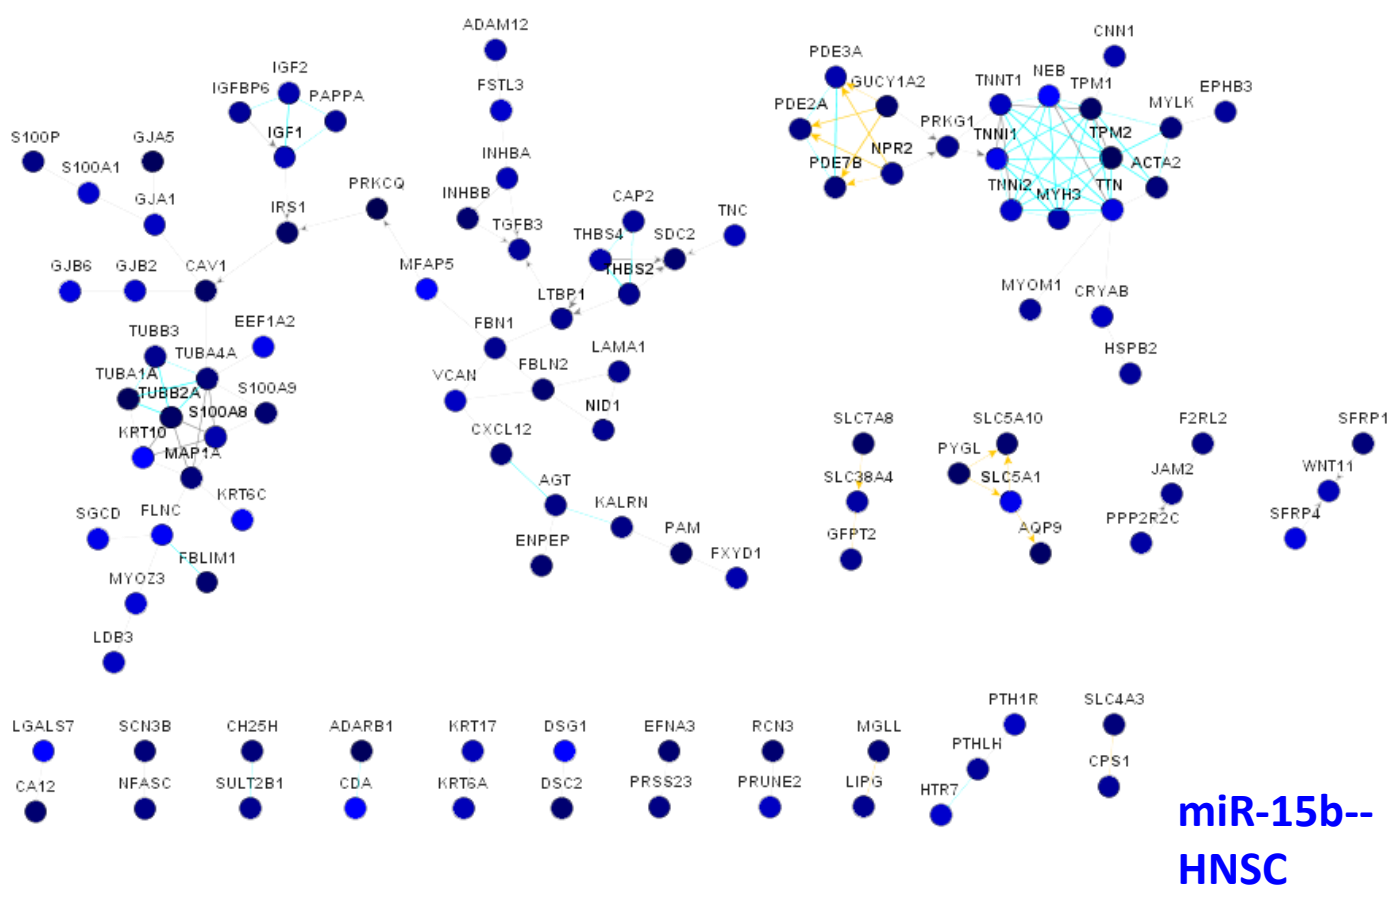 ADAM12
CNN1
PDE3A
IGF2
NEB
FSTL3
GUCY1A2
TNNT1
TPM1
IGFBP6
PAPPA
EPHB3
PDE2A
MYLK
PRKG1
S100P
GJA5
IGF1
TNNI1
TPM2
NPR2
INHBA
PDE7B
ACTA2
S100A1
PRKCQ
INHBB
TNNi2
MYH3
TTN
CAP2
GJA1
IRS1
TNC
TGFB3
THBS4
SDC2
GJB6
GJB2
CAV1
MFAP5
THBS2
MYOM1
CRYAB
LTBP1
TUBB3
EEF1A2
FBN1
HSPB2
TUBA4A
LAMA1
FBLN2
TUBA1A
VCAN
TUBB2A
S100A9
NID1
S100A8
SLC7A8
SLC5A10
F2RL2
SFRP1
KRT10
CXCL12
MAP1A
PYGL
WNT11
JAM2
SLC38A4
SLC5A1
AGT
KRT6C
KALRN
SGCD
FLNC
SFRP4
PPP2R2C
AQP9
GFPT2
ENPEP
PAM
FXYD1
FBLIM1
MYOZ3
LDB3
PTH1R
SLC4A3
LGALS7
SCN3B
CH25H
ADARB1
KRT17
DSG1
EFNA3
RCN3
MGLL
PTHLH
CPS1
CA12
NFASC
SULT2B1
CDA
KRT6A
DSC2
PRSS23
PRUNE2
LIPG
HTR7
miR-15b--
HNSC